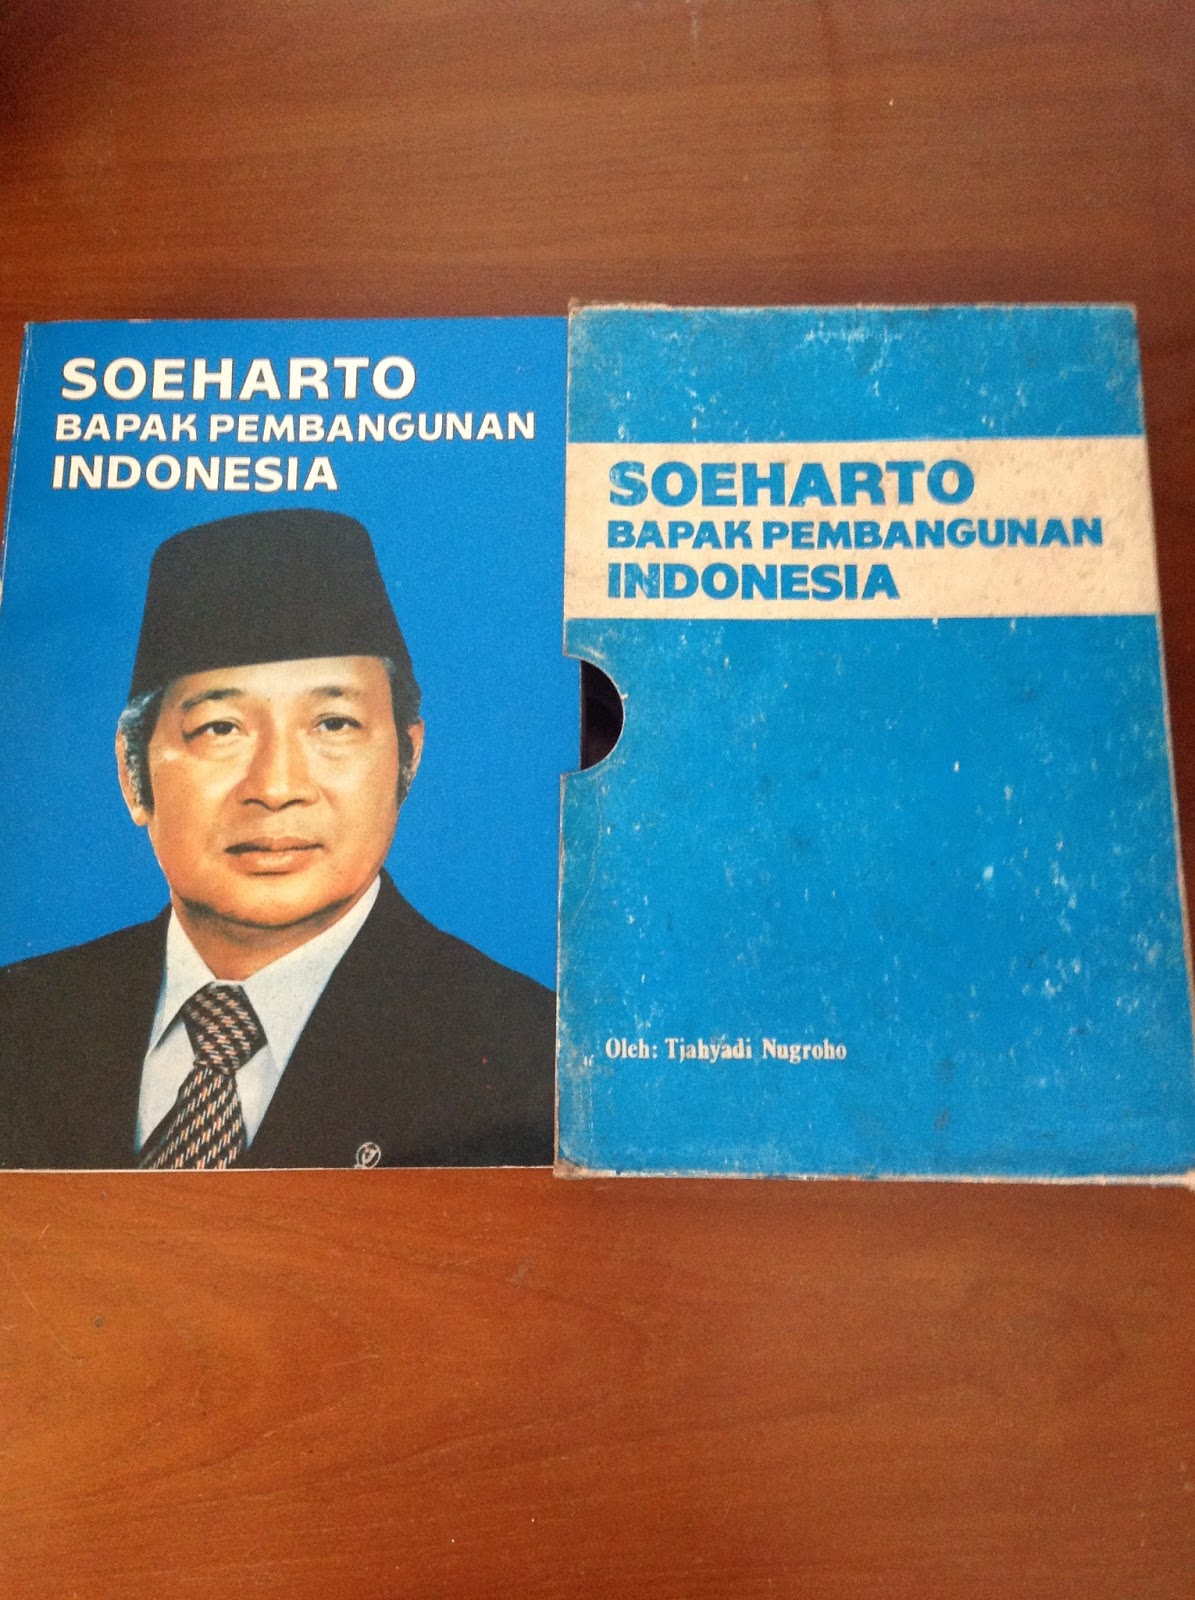 SOEHARTO
BAPAK PEMBANGUNAN
INDONESIA
SOEHARTO
BAPAK PEMBANGUNAN
INDONESIA
Oleh: Tjahyadi Nugroho